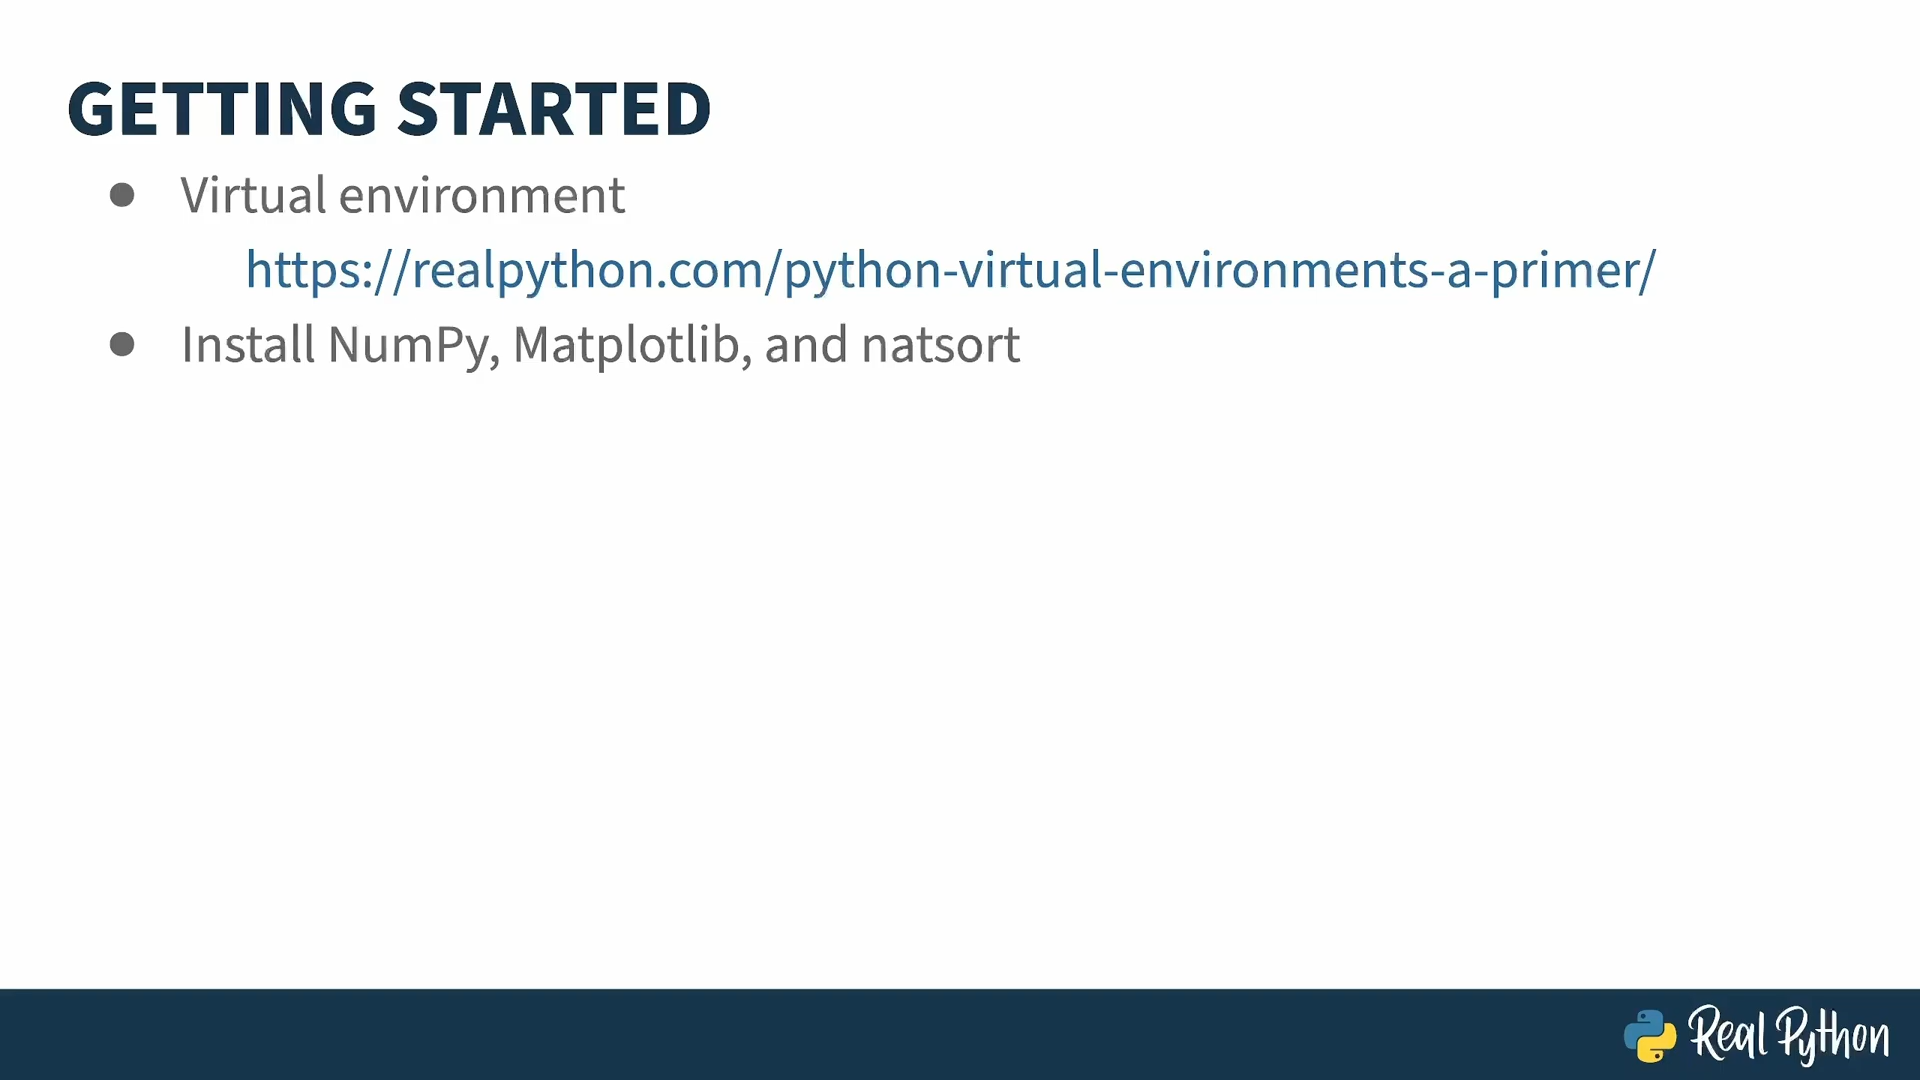 GETTING STARTED
● Virtual environment
https://realpython.com/python-virtual-environments-a-primer/
● Install NumPy, Matplotlib, and natsort
Real Python